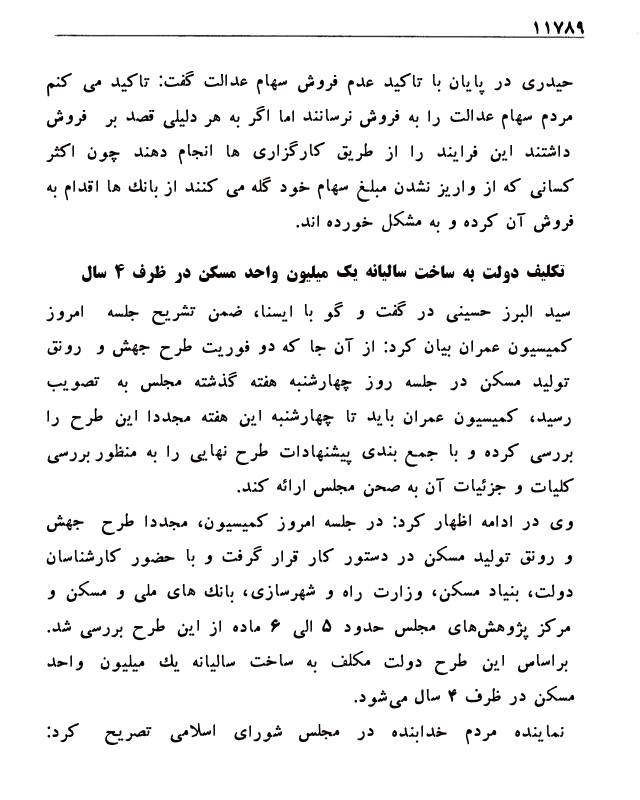 ۱۱۷۸۹
حیدری در پایان با تاکید عدم فروش سهام عدالت گفت: تاکید می کنم
مردم سهام عدالت را به فروش نرسانند اما اگر به هر دلیلی قصد بر فروش
داشتند این فرایند را از طریق کارگزاری ها انجام دهند چون اکثر
کسانی که از واریز نشدن مبلغ سهام خود گله می کنند از بانک ها اقدام به
فروش آن کرده و به مشکل خورده اند.
تکلیف دولت به ساخت سالیانه یک میلیون واحد مسکن در ظرف ۴ سال
سید البرز حسینی در گفت و گو با ایسنا، ضمن تشریح جلسه امروز
کمیسیون عمران بیان کرد: از آن جا که دو فوریت طرح جهش و رونق
تولید مسکن در جلسه روز چهارشنبه هفته گذشته مجلس به تصویب
رسید، کمیسیون عمران باید تا چهارشنبه این هفته مجددا این طرح را
بررسی کرده و با جمع بندی پیشنهادات طرح نهایی را به منظور بررسی
کلیات و جزئیات آن به صحن مجلس ارائه کند.
وی در ادامه اظهار کرد: در جلسه امروز کمیسیون، مجددا طرح جهش
و رونق تولید مسکن در دستور کار قرار گرفت و با حضور کارشناسان
دولت، بنیاد مسکن، وزارت راه و شهرسازی، بانک های ملی و مسکن و
مرکز پژوهش‌های مجلس حدود ۵ الی ۶ ماده از این طرح بررسی شد.
براساس این طرح دولت مکلف به ساخت سالیانه یک میلیون واحد
مسکن در ظرف ۴ سال می‌شود.
نماینده مردم خدابنده در مجلس شورای اسلامی تصریح کرد: